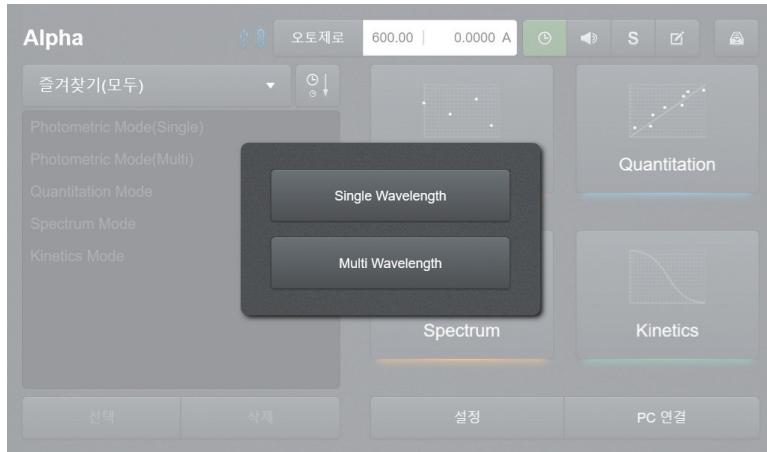 Alpha
오토제로
600.00
0.0000 A
S
즐겨찾기(모두)
Photometric Mode(Single)
Photometric Mode(Multi)
Quantitation Mode
Spectrum Mode
Kinetics Mode
Single Wavelength
Multi Wavelength
Quantitation
Spectrum
Kinetics
선택
삭제
설정
PC 연결